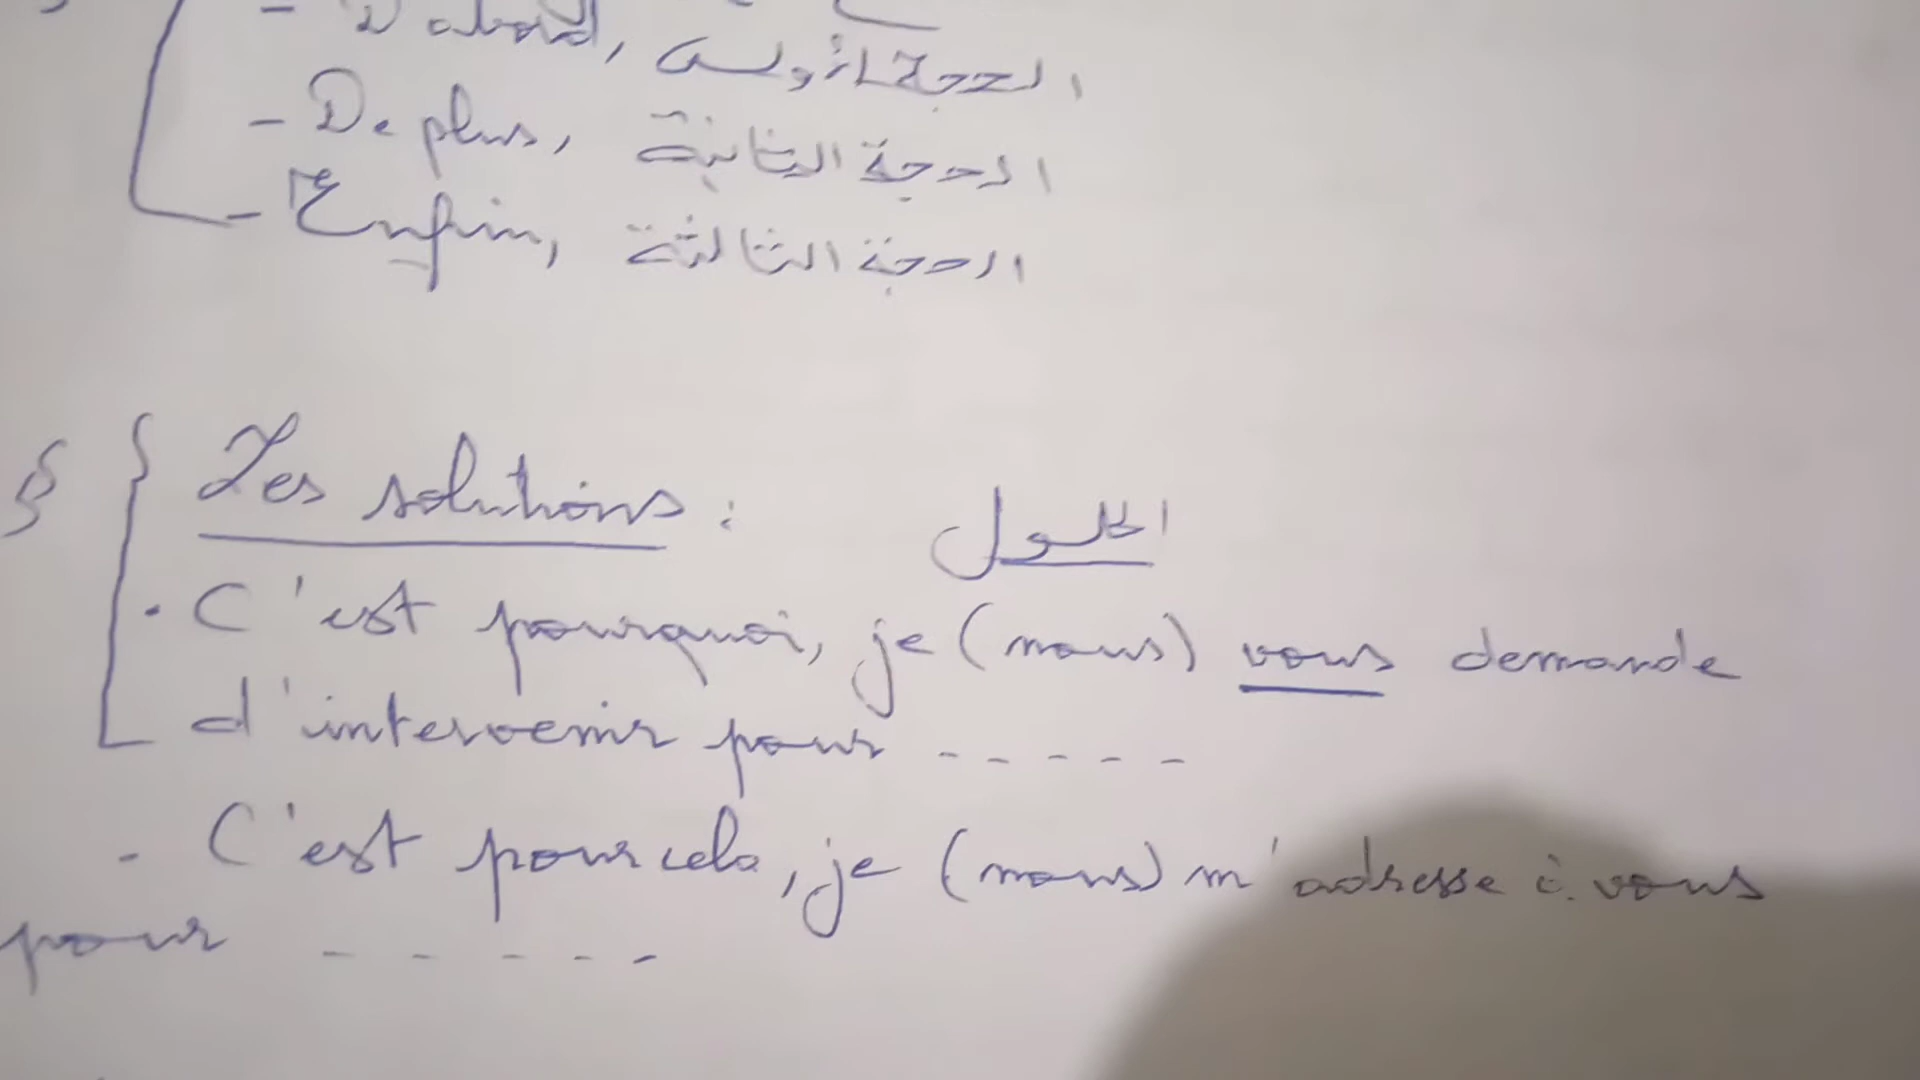 - D'abord, الحجة الأولى
- De plus, الحجة الثانية
- Enfin, الحجة الثالثة
§ { Les solutions : الحلول
• C'est pourquoi, je (nous) vous demande
d'intervenir pour - - - - -
- C'est pour cela, je (nous) m'adresse à vous
pour - - - - -